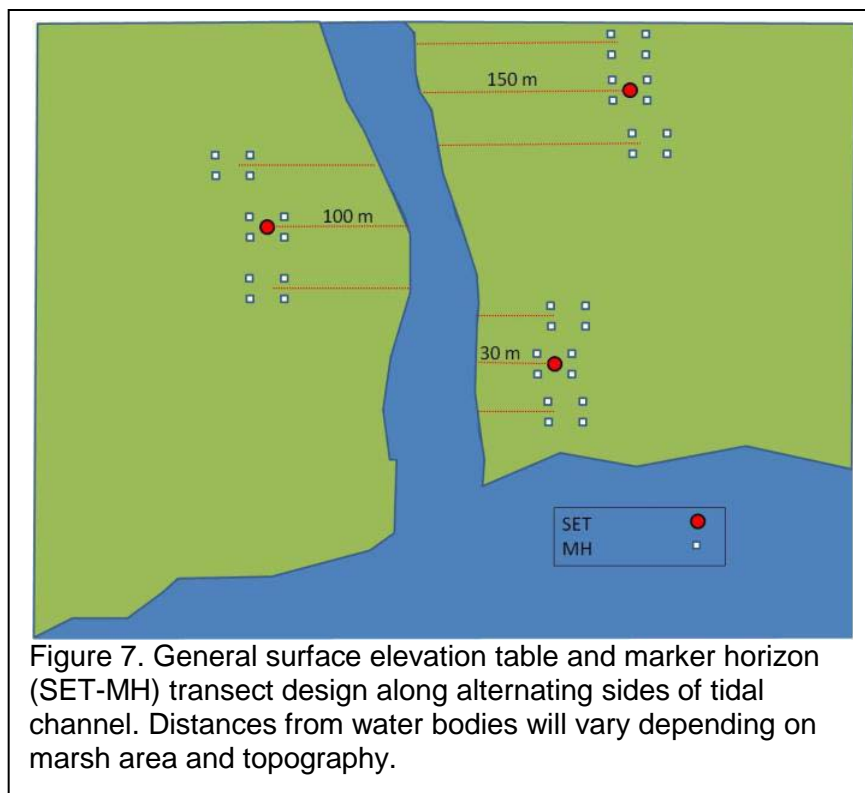 150 m
100 m
30 m
SET
MH
Figure 7. General surface elevation table and marker horizon
(SET-MH) transect design along alternating sides of tidal
channel. Distances from water bodies will vary depending on
marsh area and topography.